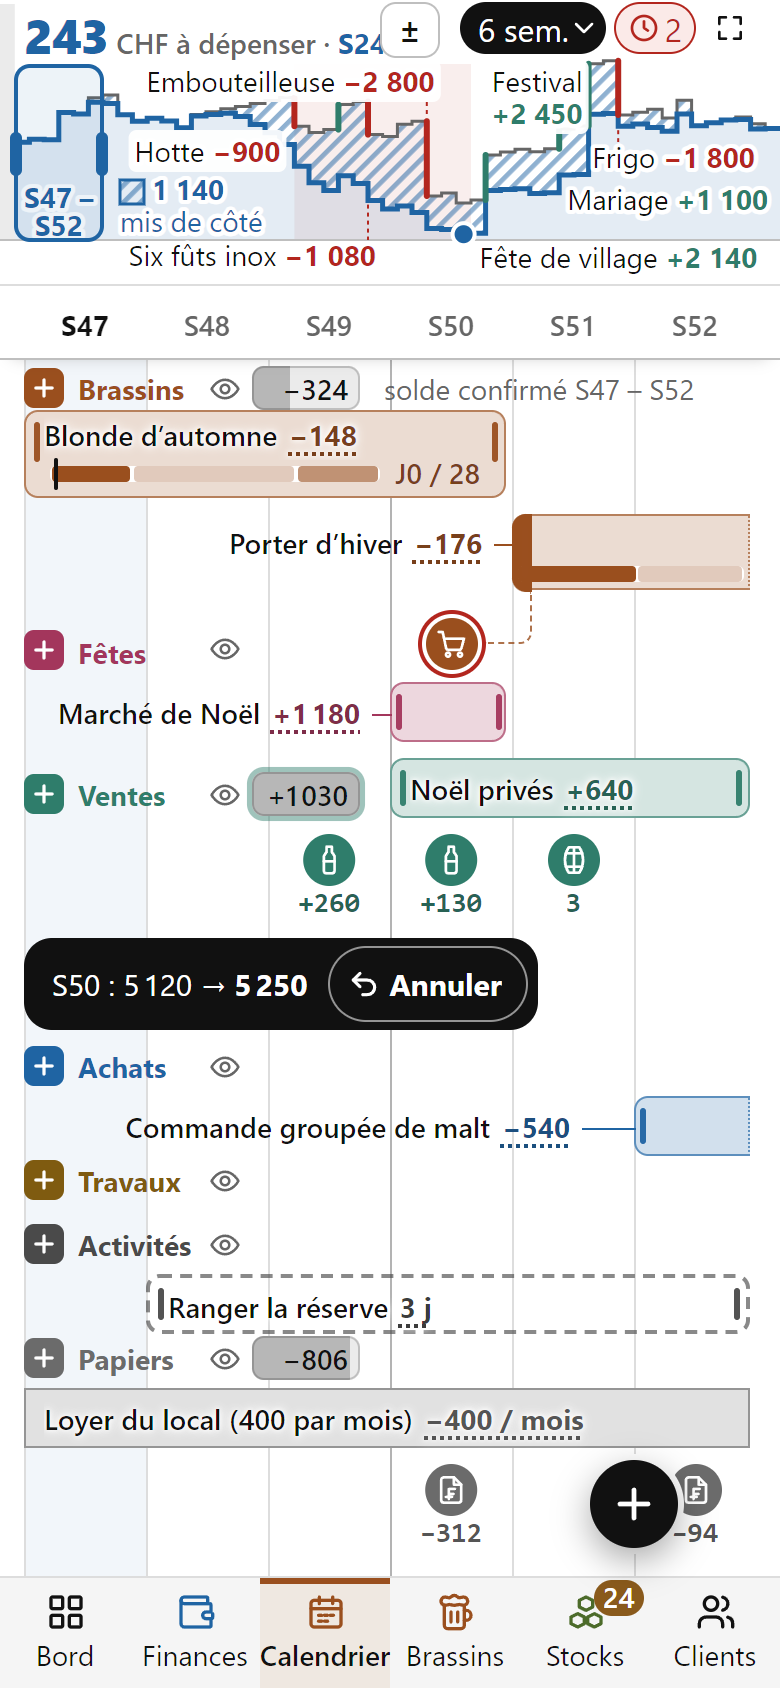 243 CHF à dépenser · S24
±
6 sem.
2
Embouteilleuse −2 800
Festival
+2 450
Hotte −900
Frigo −1 800
S47 –
S52
1 140
mis de côté
Mariage +1 100
Six fûts inox −1 080
Fête de village +2 140
S47 S48 S49 S50 S51 S52
Brassins −324 solde confirmé S47 – S52
Blonde d’automne −148
J0 / 28
Porter d’hiver −176
Fêtes
Marché de Noël +1 180
Ventes +1030 Noël privés +640
+260 +130 3
S50 : 5 120 → 5 250 Annuler
Achats
Commande groupée de malt −540
Travaux
Activités
Ranger la réserve 3 j
Papiers −806
Loyer du local (400 par mois) −400 / mois
−312 −94
24
Bord Finances Calendrier Brassins Stocks Clients